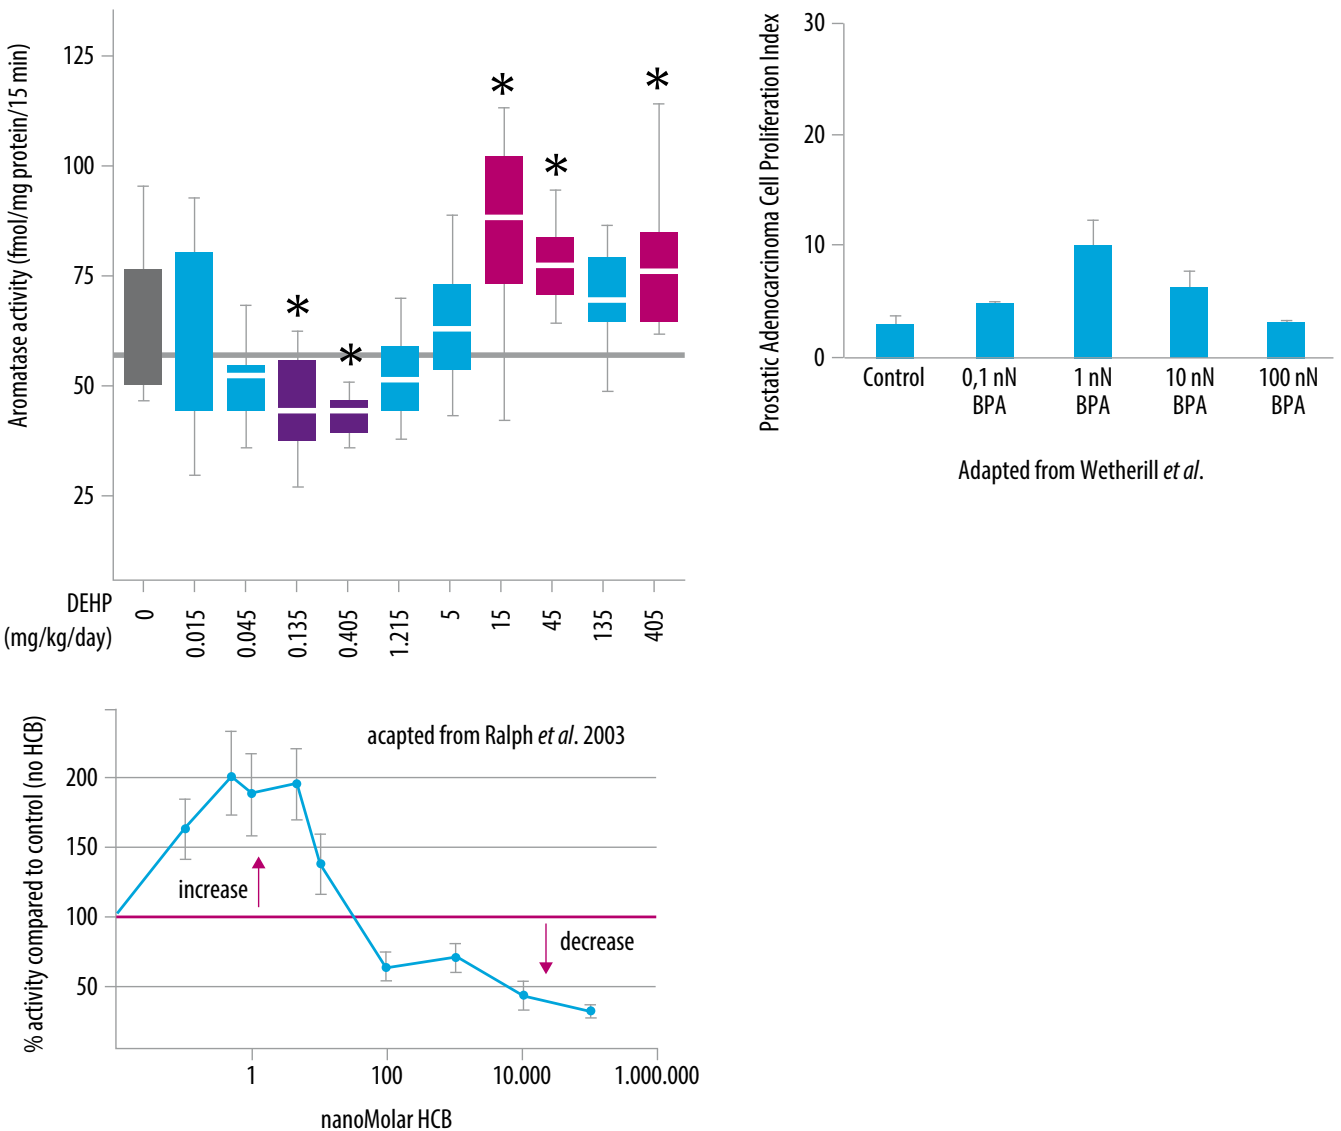 Aromatase activity (fmol/mg protein/15 min)
125
100
75
50
25
* * * * *
DEHP
(mg/kg/day)
0 0.015 0.045 0.135 0.405 1.215 5 15 45 135 405
Prostatic Adenocarcinoma Cell Proliferation Index
30
20
10
0
Control 0,1 nN 1 nN 10 nN 100 nN
BPA BPA BPA BPA
Adapted from Wetherill et al.
% activity compared to control (no HCB)
acapted from Ralph et al. 2003
200
150
increase
100
decrease
50
1 100 10.000 1.000.000
nanoMolar HCB